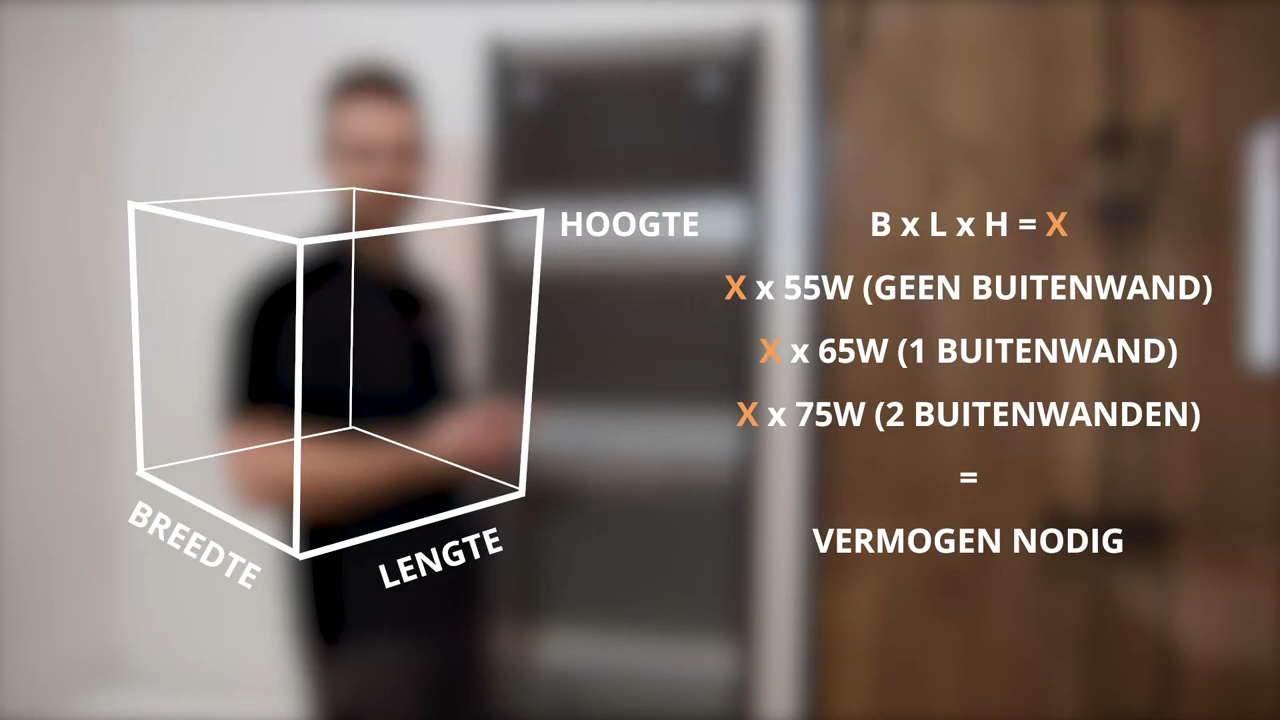 HOOGTE
BREEDTE
LENGTE
B x L x H = X
X x 55W (GEEN BUITENWAND)
X x 65W (1 BUITENWAND)
X x 75W (2 BUITENWANDEN)
=
VERMOGEN NODIG